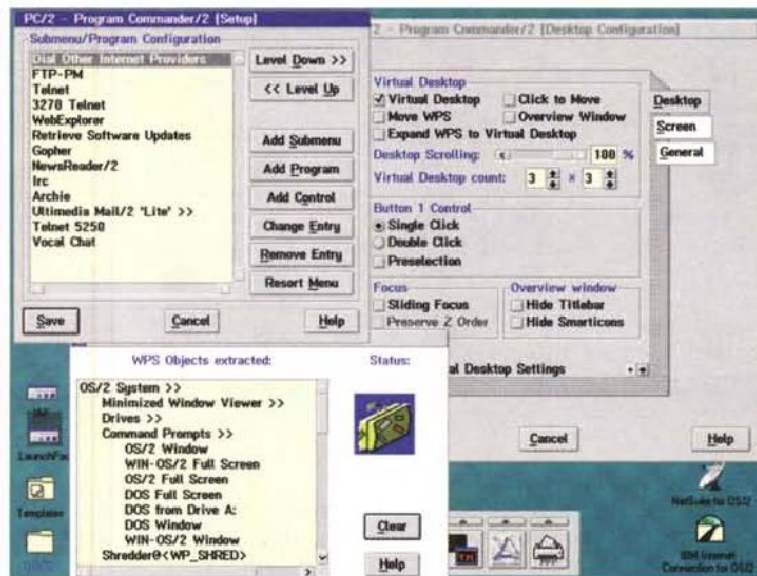 PC/2 - Program Commander/2 [Setup]
Submenu/Program Configuration
Dial Other Internet Providers
FTP-PM
Telnet
3270 Telnet
WebExplorer
Retrieve Software Updates
Gopher
NewsReader/2
Irc
Archie
Ultimedia Mail/2 'Lite' >>
Telnet 5250
Vocal Chat
Level Down >>
<< Level Up
Add Submenu
Add Program
Add Control
Change Entry
Remove Entry
Resort Menu
Save
Cancel
Help
2 - Program Commander/2 [Desktop Configuration]
Virtual Desktop
Virtual Desktop
Click to Move
Move WPS
Overview Window
Expand WPS to Virtual Desktop
Desktop Scrolling:
100 %
Virtual Desktop count:
3 × 3
Button 1 Control
Single Click
Double Click
Preselection
Focus
Sliding Focus
Preserve Z Order
Overview window
Hide Titlebar
Hide Smarticons
al Desktop Settings
Desktop
Screen
General
Cancel
Help
WPS Objects extracted:
Status:
OS/2 System >>
Minimized Window Viewer >>
Drives >>
Command Prompts >>
OS/2 Window
WIN-OS/2 Full Screen
OS/2 Full Screen
DOS Full Screen
DOS from Drive A:
DOS Window
WIN-OS/2 Window
Shredder@<WP_SHRED>
Clear
Help
LaunchPad
Templates
NetSuite for OS/2
IBM Internet
Connection for OS/2